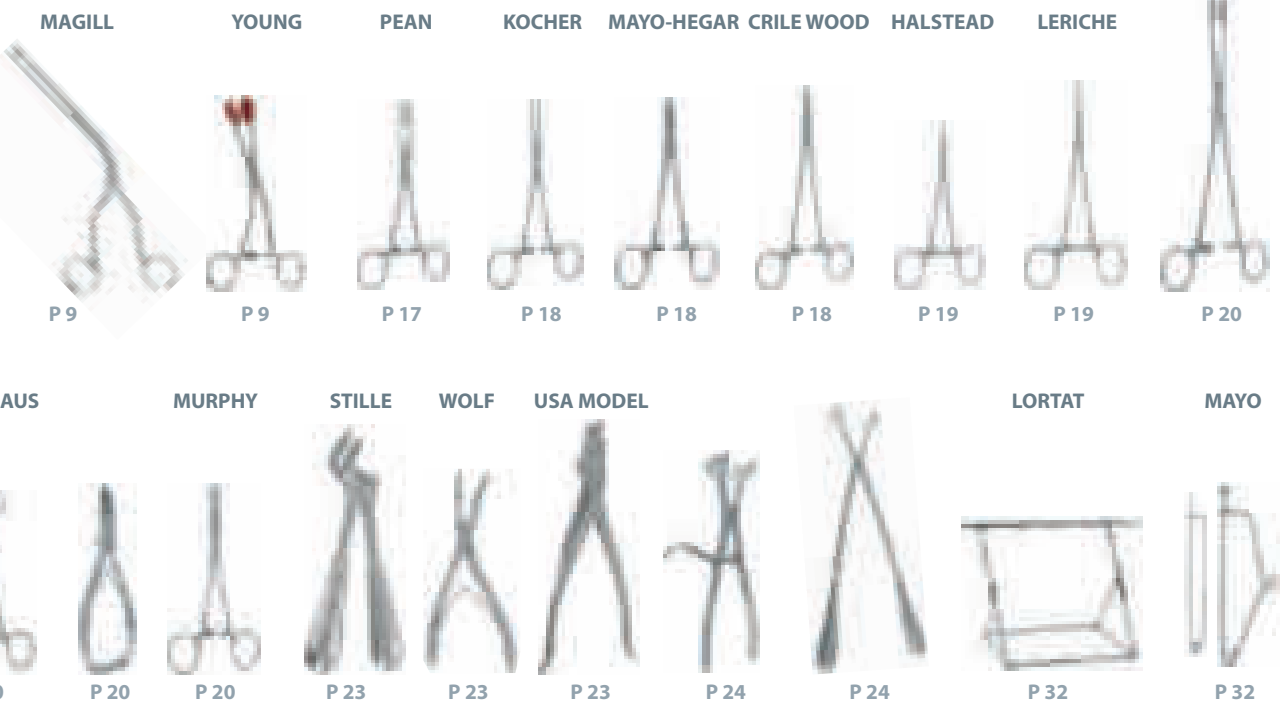 MAGILL YOUNG PEAN KOCHER MAYO-HEGAR CRILE WOOD HALSTEAD LERICHE
P 9 P 9 P 17 P 18 P 18 P 18 P 19 P 19 P 20
AUS MURPHY STILLE WOLF USA MODEL LORTAT MAYO
P 20 P 20 P 23 P 23 P 23 P 24 P 24 P 32 P 32